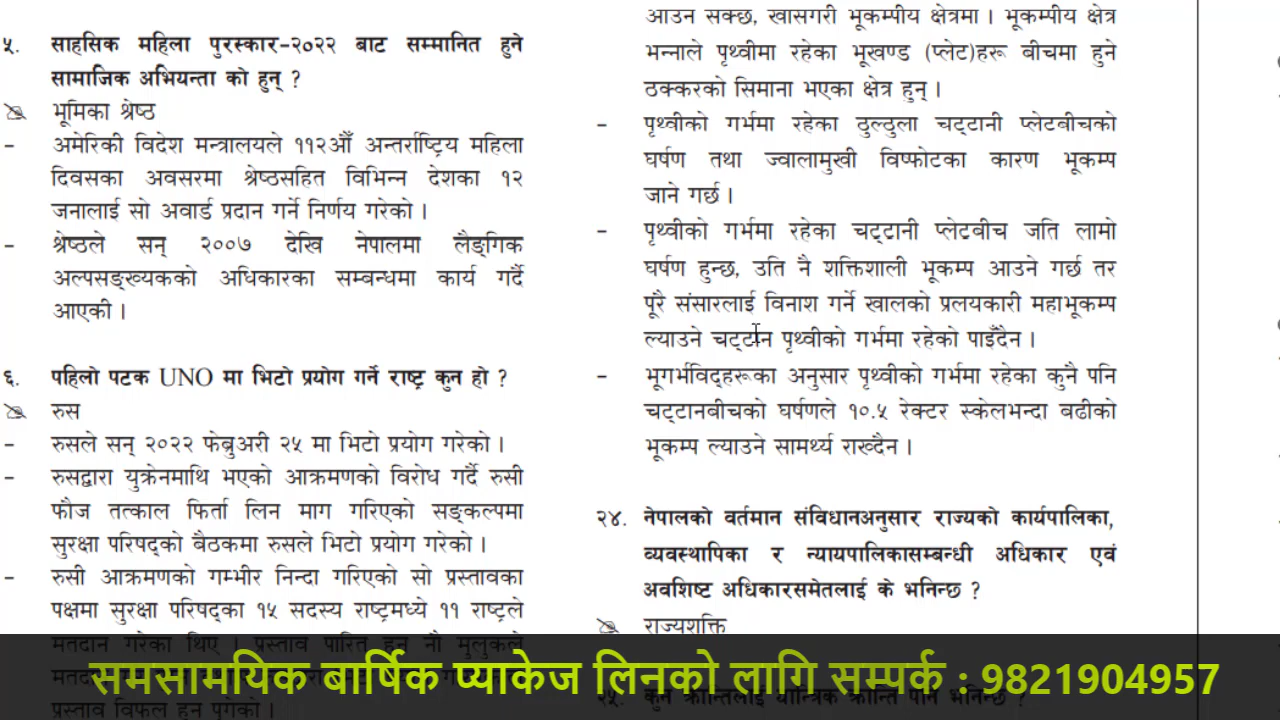 ५. साहसिक महिला पुरस्कार-२०२२ बाट सम्मानित हुने
सामाजिक अभियन्ता को हुन् ?
भूमिका श्रेष्ठ
- अमेरिकी विदेश मन्त्रालयले ११२औँ अन्तर्राष्ट्रिय महिला
दिवसका अवसरमा श्रेष्ठसहित विभिन्न देशका १२
जनालाई सो अवार्ड प्रदान गर्ने निर्णय गरेको ।
- श्रेष्ठले सन् २००७ देखि नेपालमा लैङ्गिक
अल्पसङ्ख्यकको अधिकारका सम्बन्धमा कार्य गर्दै
आएकी ।
६. पहिलो पटक UNO मा भिटो प्रयोग गर्ने राष्ट्र कुन हो ?
रुस
- रुसले सन् २०२२ फेब्रुअरी २५ मा भिटो प्रयोग गरेको ।
- रुसद्वारा युक्रेनमाथि भएको आक्रमणको विरोध गर्दै रुसी
फौज तत्काल फिर्ता लिन माग गरिएको सङ्कल्पमा
सुरक्षा परिषद्को बैठकमा रुसले भिटो प्रयोग गरेको ।
- रुसी आक्रमणको गम्भीर निन्दा गरिएको सो प्रस्तावका
पक्षमा सुरक्षा परिषद्का १५ सदस्य राष्ट्रमध्ये ११ राष्ट्रले
मतदान गरेका थिए । प्रस्ताव पारित हुन नौ मुलुकले
प्रस्ताव विफल हुन पुगेको ।
आउन सक्छ, खासगरी भूकम्पीय क्षेत्रमा । भूकम्पीय क्षेत्र
भन्नाले पृथ्वीमा रहेका भूखण्ड (प्लेट)हरू बीचमा हुने
ठक्करको सिमाना भएका क्षेत्र हुन् ।
- पृथ्वीको गर्भमा रहेका ठुल्ठुला चट्टानी प्लेटबीचको
घर्षण तथा ज्वालामुखी विष्फोटका कारण भूकम्प
जाने गर्छ ।
- पृथ्वीको गर्भमा रहेका चट्टानी प्लेटबीच जति लामो
घर्षण हुन्छ, उति नै शक्तिशाली भूकम्प आउने गर्छ तर
पूरै संसारलाई विनाश गर्ने खालको प्रलयकारी महाभूकम्प
ल्याउने चट्टान पृथ्वीको गर्भमा रहेको पाइँदैन ।
- भूगर्भविद्हरूका अनुसार पृथ्वीको गर्भमा रहेका कुनै पनि
चट्टानबीचको घर्षणले १०.५ रेक्टर स्केलभन्दा बढीको
भूकम्प ल्याउने सामर्थ्य राख्दैन ।
२४. नेपालको वर्तमान संविधानअनुसार राज्यको कार्यपालिका,
व्यवस्थापिका र न्यायपालिकासम्बन्धी अधिकार एवं
अवशिष्ट अधिकारसमेतलाई के भनिन्छ ?
राज्यशक्ति
२५. कुन क्रान्तिलाई यान्त्रिक क्रान्ति पनि भनिन्छ ?
समसामयिक बार्षिक प्याकेज लिनको लागि सम्पर्क : 9821904957